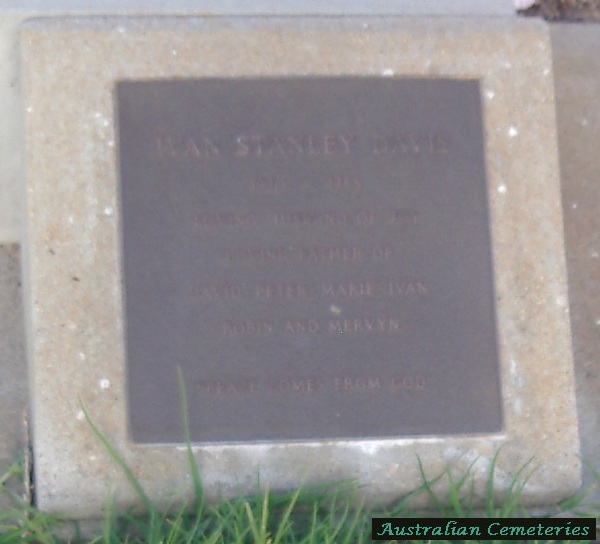 IVAN STANLEY DAVIS
LOVING HUSBAND OF
LOVING FATHER OF
DAVID PETER MARIE IVAN
ROBIN AND MERVYN
"PEACE COMES FROM GOD"
Australian Cemeteries